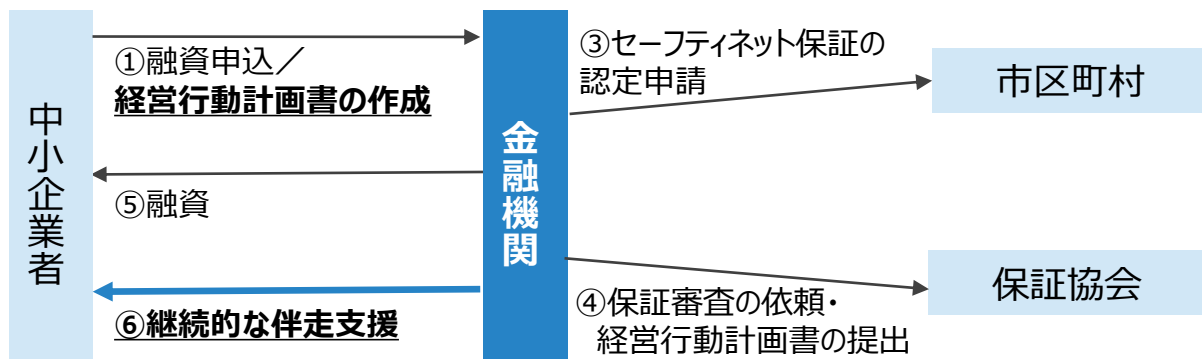 中小企業者
①融資申込／
経営行動計画書の作成
⑤融資
⑥継続的な伴走支援
金融機関
③セーフティネット保証の
認定申請
④保証審査の依頼・
経営行動計画書の提出
市区町村
保証協会